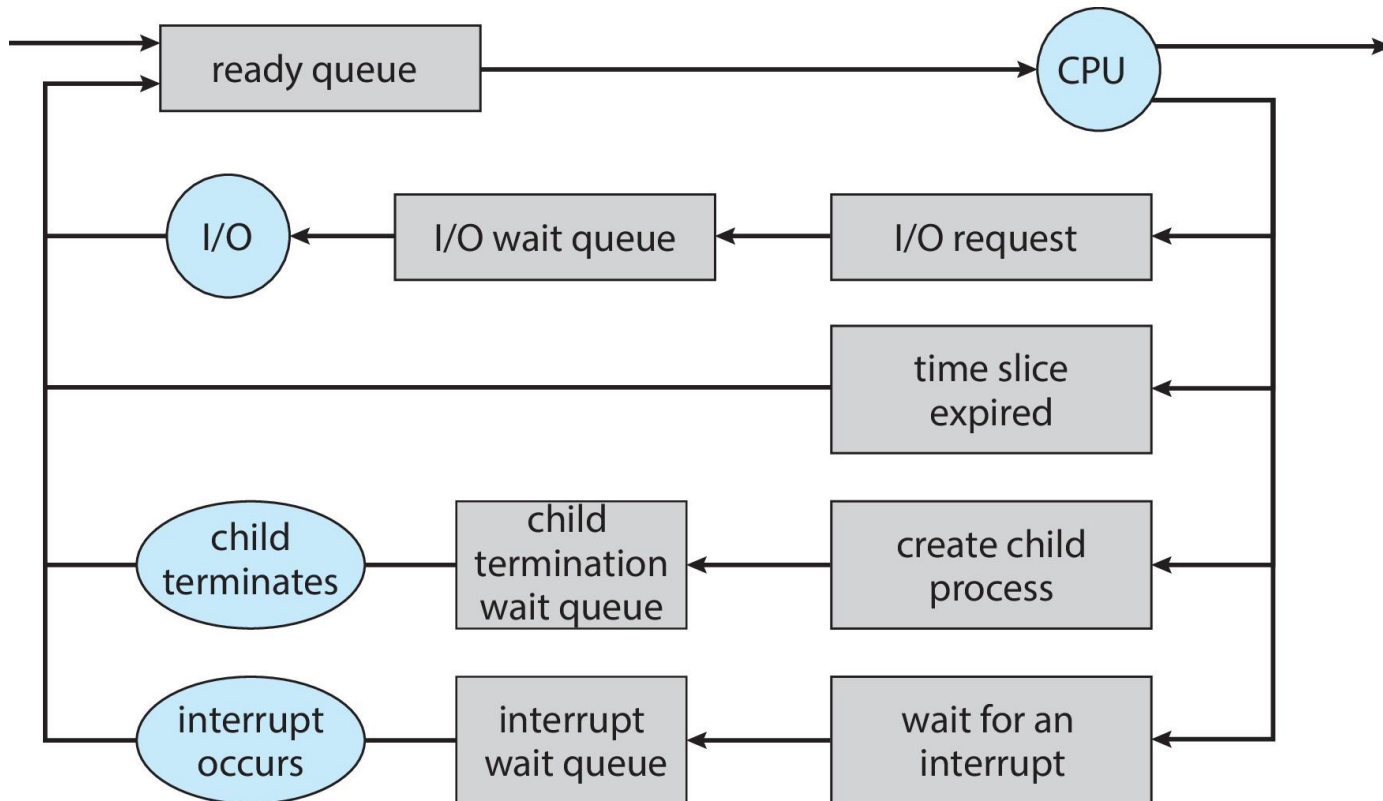 ready queue
CPU
I/O
I/O wait queue
I/O request
time slice
expired
child
terminates
child
termination
wait queue
create child
process
interrupt
occurs
interrupt
wait queue
wait for an
interrupt